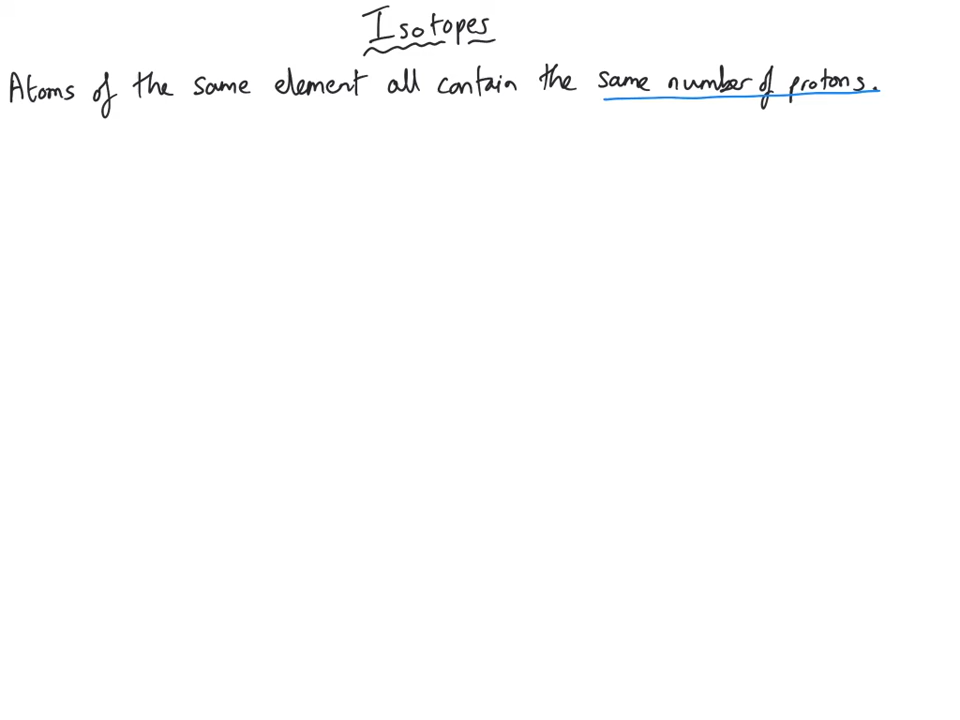 Isotopes
Atoms of the same element all contain the same number of protons.